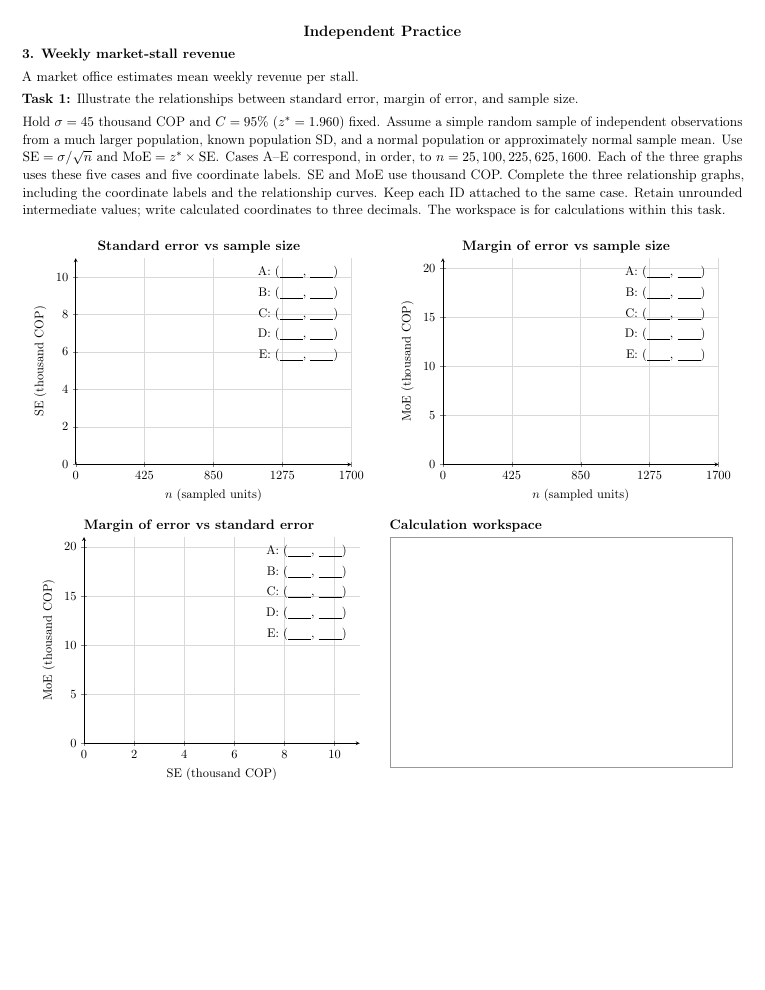 Independent Practice
3. Weekly market-stall revenue
A market office estimates mean weekly revenue per stall.
Task 1: Illustrate the relationships between standard error, margin of error, and sample size.
Hold σ = 45 thousand COP and C = 95% (z* = 1.960) fixed. Assume a simple random sample of independent observations
from a much larger population, known population SD, and a normal population or approximately normal sample mean. Use
SE = σ/√n and MoE = z* × SE. Cases A–E correspond, in order, to n = 25, 100, 225, 625, 1600. Each of the three graphs
uses these five cases and five coordinate labels. SE and MoE use thousand COP. Complete the three relationship graphs,
including the coordinate labels and the relationship curves. Keep each ID attached to the same case. Retain unrounded
intermediate values; write calculated coordinates to three decimals. The workspace is for calculations within this task.
Standard error vs sample size
A: (___, ___)
B: (___, ___)
C: (___, ___)
D: (___, ___)
E: (___, ___)
10
8
6
4
2
0
0 425 850 1275 1700
n (sampled units)
SE (thousand COP)
Margin of error vs sample size
A: (___, ___)
B: (___, ___)
C: (___, ___)
D: (___, ___)
E: (___, ___)
20
15
10
5
0
0 425 850 1275 1700
n (sampled units)
MoE (thousand COP)
Margin of error vs standard error
A: (___, ___)
B: (___, ___)
C: (___, ___)
D: (___, ___)
E: (___, ___)
20
15
10
5
0
0 2 4 6 8 10
SE (thousand COP)
MoE (thousand COP)
Calculation workspace